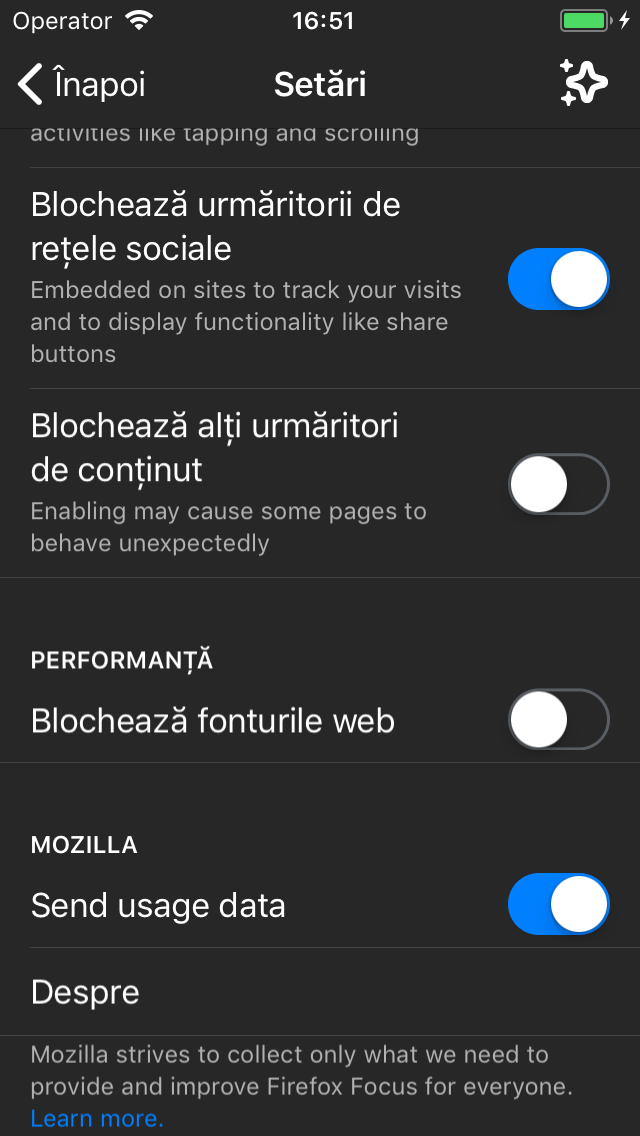 Operator
16:51
Înapoi
Setări
activities like tapping and scrolling
Blochează urmăritorii de
rețele sociale
Embedded on sites to track your visits
and to display functionality like share
buttons
Blochează alți urmăritori
de conținut
Enabling may cause some pages to
behave unexpectedly
PERFORMANȚĂ
Blochează fonturile web
MOZILLA
Send usage data
Despre
Mozilla strives to collect only what we need to
provide and improve Firefox Focus for everyone.
Learn more.